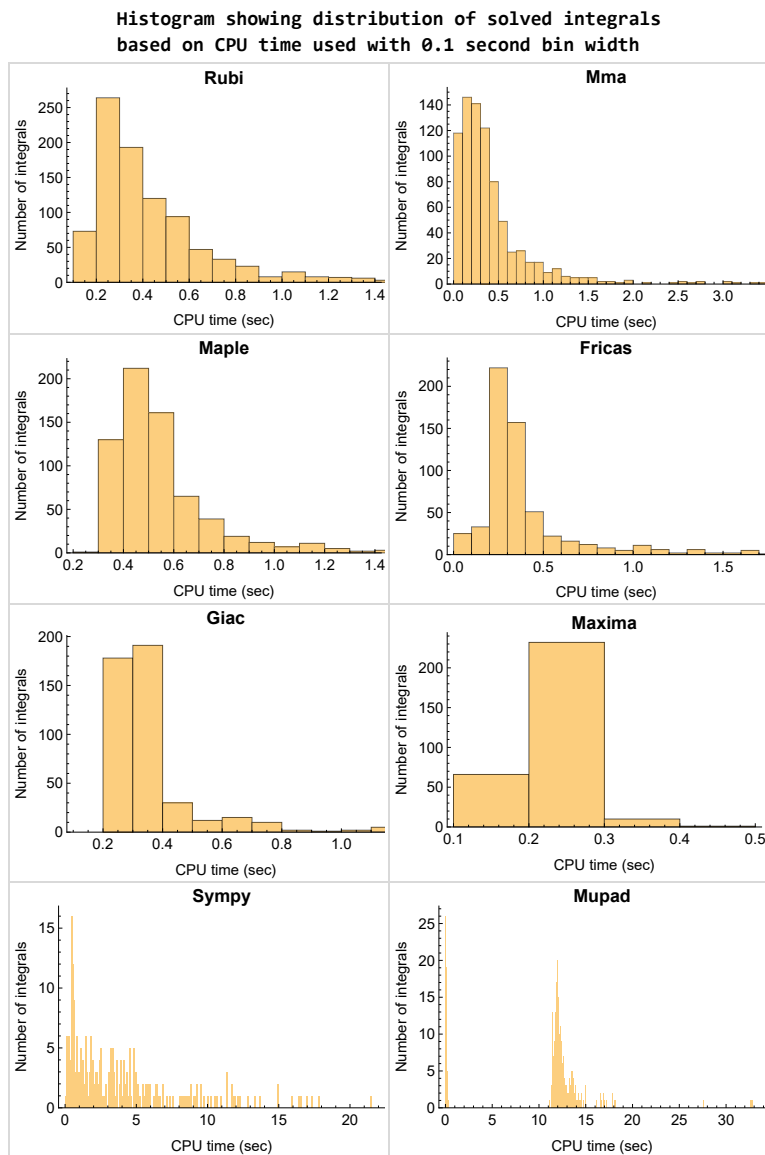 Histogram showing distribution of solved integrals
based on CPU time used with 0.1 second bin width
Rubi
Number of integrals
250
200
150
100
50
0
0.2 0.4 0.6 0.8 1.0 1.2 1.4
CPU time (sec)
Mma
Number of integrals
140
120
100
80
60
40
20
0
0.0 0.5 1.0 1.5 2.0 2.5 3.0
CPU time (sec)
Maple
Number of integrals
200
150
100
50
0
0.2 0.4 0.6 0.8 1.0 1.2 1.4
CPU time (sec)
Fricas
Number of integrals
200
150
100
50
0
0.0 0.5 1.0 1.5
CPU time (sec)
Giac
Number of integrals
200
150
100
50
0
0.2 0.4 0.6 0.8 1.0
CPU time (sec)
Maxima
Number of integrals
200
150
100
50
0
0.1 0.2 0.3 0.4 0.5
CPU time (sec)
Sympy
Number of integrals
15
10
5
0
0 5 10 15 20
CPU time (sec)
Mupad
Number of integrals
25
20
15
10
5
0
0 5 10 15 20 25 30
CPU time (sec)